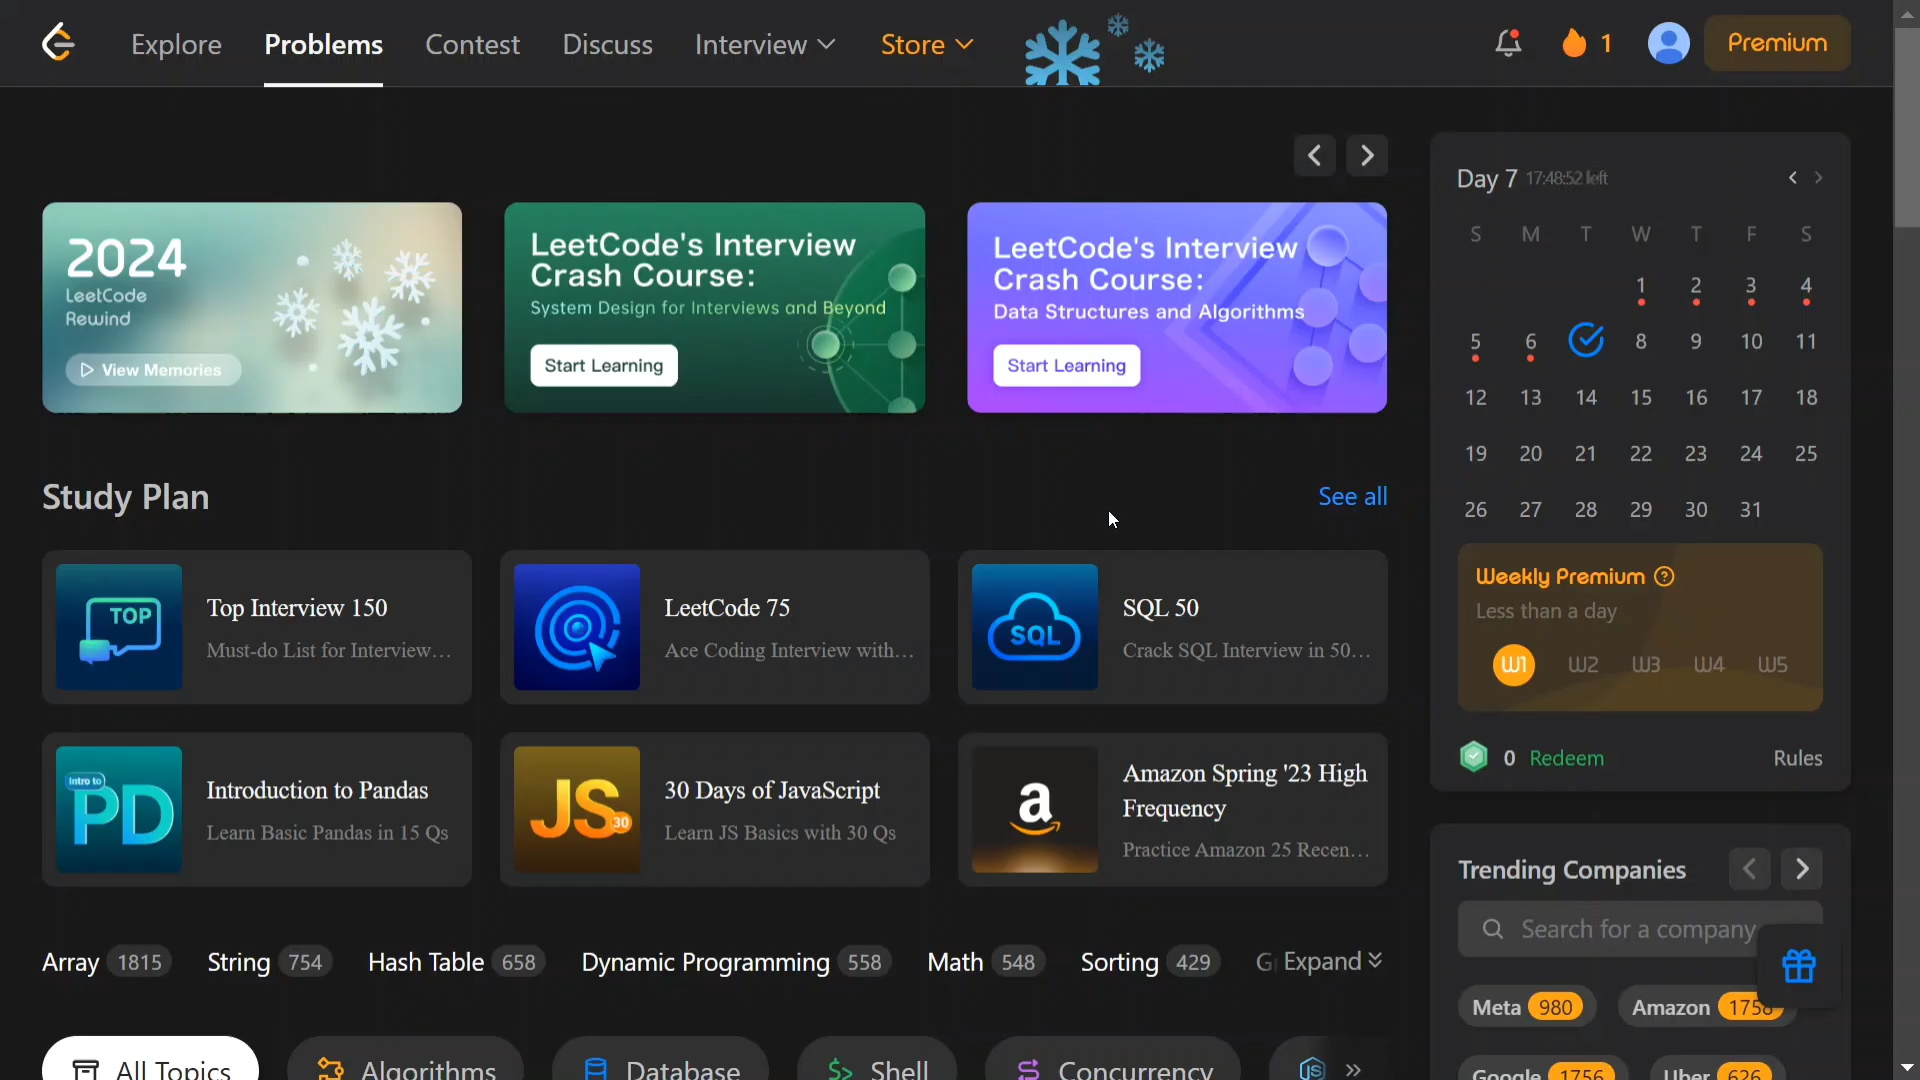 Explore Problems Contest Discuss Interview Store 1 Premium
2024
LeetCode
Rewind
View Memories
LeetCode's Interview
Crash Course:
System Design for Interviews and Beyond
Start Learning
LeetCode's Interview
Crash Course:
Data Structures and Algorithms
Start Learning
Day 7 17:48:52 left
S M T W T F S
1 2 3 4
5 6 8 9 10 11
12 13 14 15 16 17 18
19 20 21 22 23 24 25
26 27 28 29 30 31
Weekly Premium ?
Less than a day
W1 W2 W3 W4 W5
0 Redeem Rules
Study Plan See all
TOP
Top Interview 150
Must-do List for Interview...
LeetCode 75
Ace Coding Interview with...
SQL
SQL 50
Crack SQL Interview in 50...
Intro to
PD
Introduction to Pandas
Learn Basic Pandas in 15 Qs
JS 30
30 Days of JavaScript
Learn JS Basics with 30 Qs
a
Amazon Spring '23 High
Frequency
Practice Amazon 25 Recen...
Array 1815 String 754 Hash Table 658 Dynamic Programming 558 Math 548 Sorting 429 Expand
All Topics Algorithms Database $> Shell Concurrency JS
Trending Companies
Search for a company
Meta 980 Amazon 1758
Google 1756 Uber 626